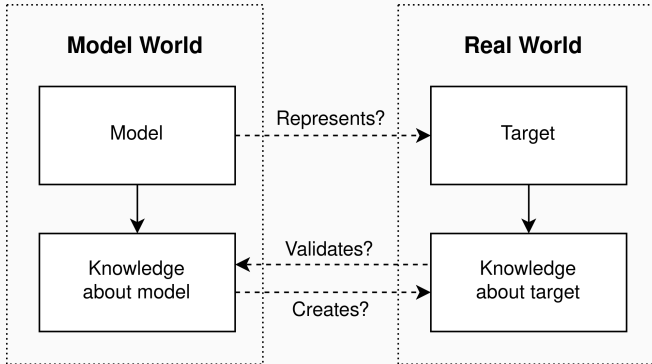 Model World
Real World
Model
Represents?
Target
Knowledge
about model
Validates?
Creates?
Knowledge
about target